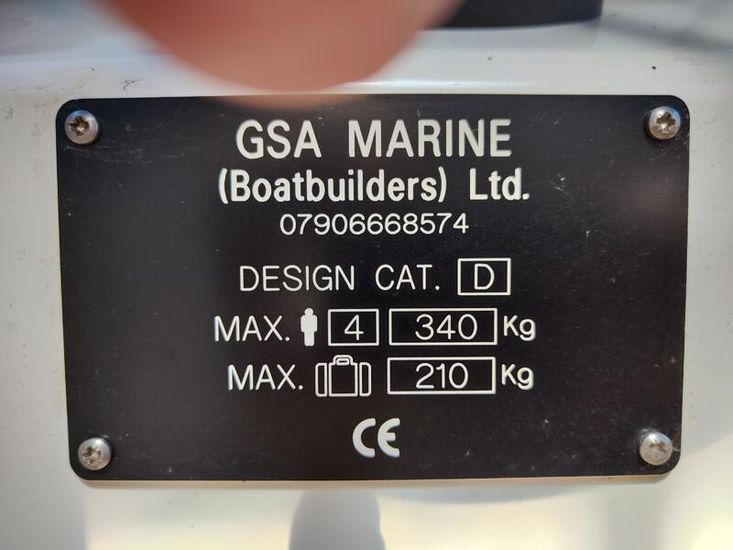 GSA MARINE
(Boatbuilders) Ltd.
07906668574
DESIGN CAT. D
MAX. 4 340 Kg
MAX. 210 Kg
CE